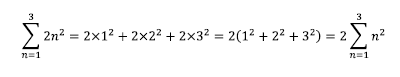 ∑_{n=1}^{3} 2n² = 2×1² + 2×2² + 2×3² = 2(1² + 2² + 3²) = 2 ∑_{n=1}^{3} n²